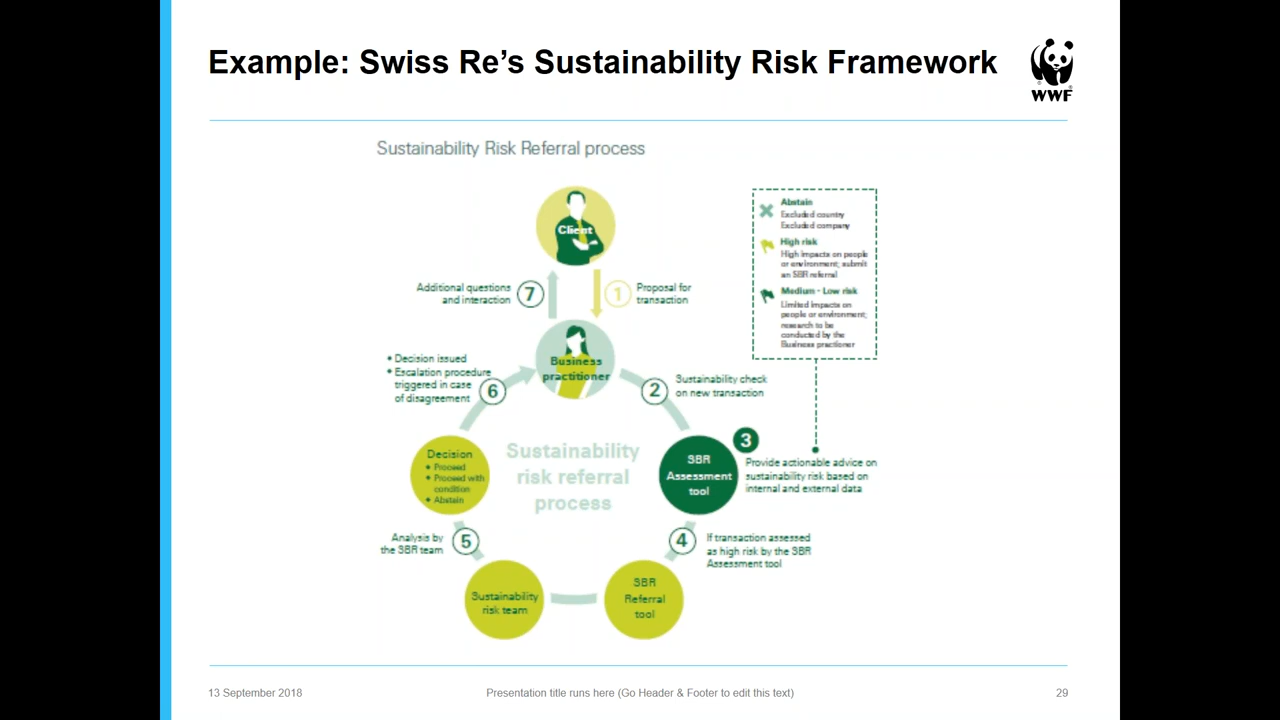 Example: Swiss Re's Sustainability Risk Framework
WWF
Sustainability Risk Referral process
Client
Abstain
Excluded country
Excluded company
High risk
High impacts on people
or environment; submit
an SBR referral
Medium - Low risk
Limited impacts on
people or environment;
research to be
conducted by the
Business practioner
Additional questions
and interaction
7
1
Proposal for
transaction
Business
practitioner
• Decision issued
• Escalation procedure
triggered in case
of disagreement
6
2
Sustainability check
on new transaction
Sustainability
risk referral
process
Decision
• Proceed
• Proceed with
condition
• Abstain
SBR
Assessment
tool
3
Provide actionable advice on
sustainability risk based on
internal and external data
Analysis by
the SBR team
5
4
If transaction assessed
as high risk by the SBR
Assessment tool
Sustainability
risk team
SBR
Referral
tool
13 September 2018
Presentation title runs here (Go Header & Footer to edit this text)
29